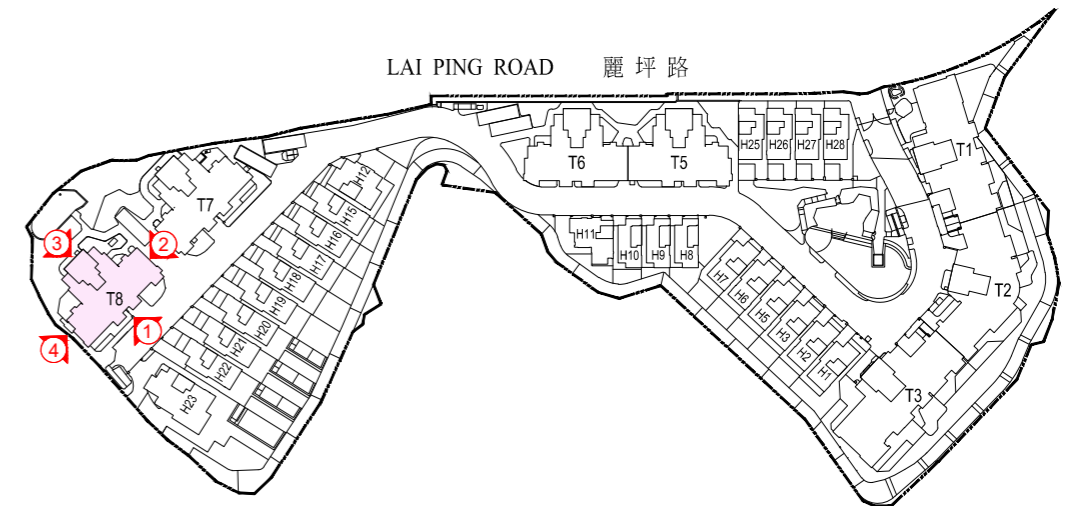 LAI PING ROAD 麗坪路
T1
H25
H26
H27
H28
T6
T5
H12
H15
T7
H16
H17
H18
H19
H20
H21
H22
H23
3
2
T8
1
4
H11
H10
H9
H8
H7
H6
H5
H3
H2
H1
T2
T3